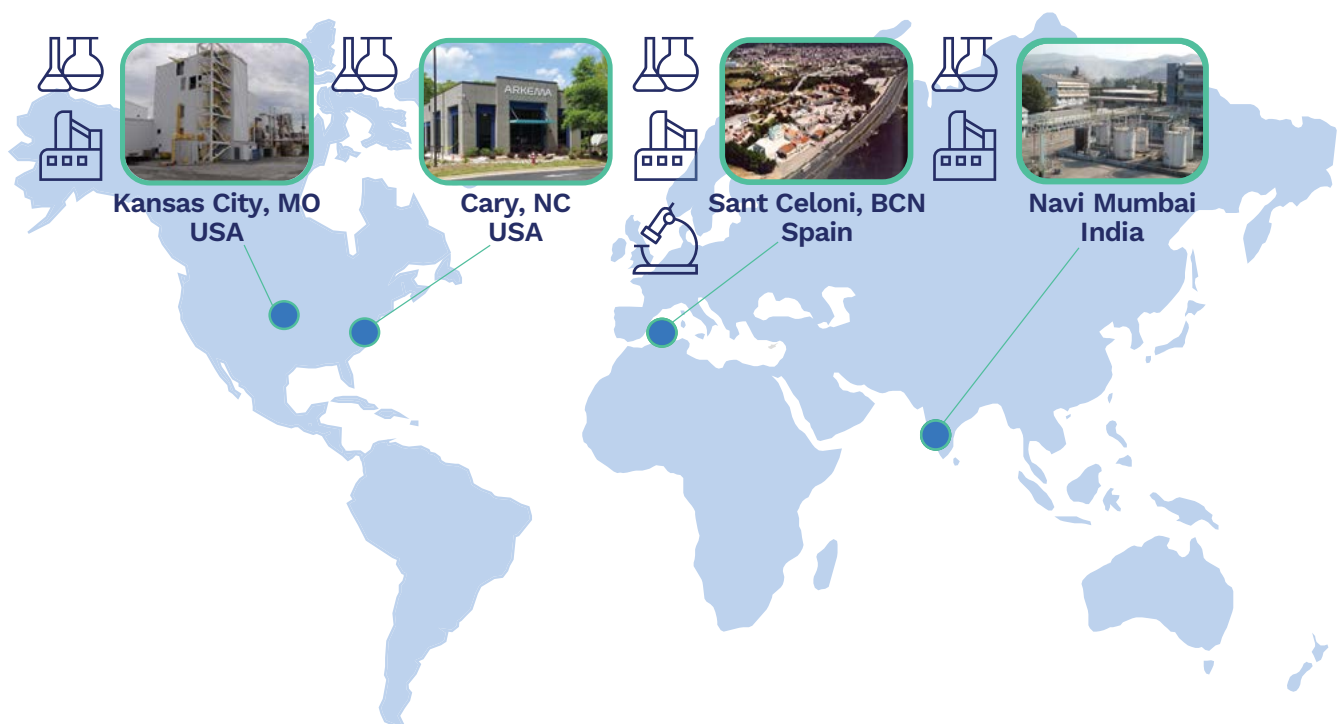 ARKEMA
Kansas City, MO
USA
Cary, NC
USA
Sant Celoni, BCN
Spain
Navi Mumbai
India